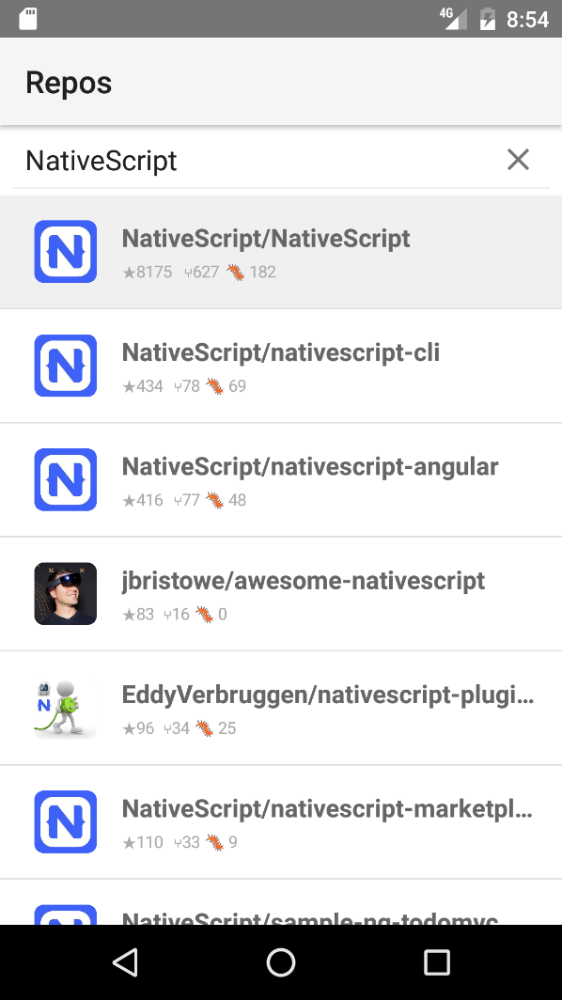 4G 8:54
Repos
NativeScript
NativeScript/NativeScript
★8175 ⑂627 🐛 182
NativeScript/nativescript-cli
★434 ⑂78 🐛 69
NativeScript/nativescript-angular
★416 ⑂77 🐛 48
jbristowe/awesome-nativescript
★83 ⑂16 🐛 0
EddyVerbruggen/nativescript-plugi…
★96 ⑂34 🐛 25
NativeScript/nativescript-marketpl…
★110 ⑂33 🐛 9
NativeScript/sample-ng-todomvc